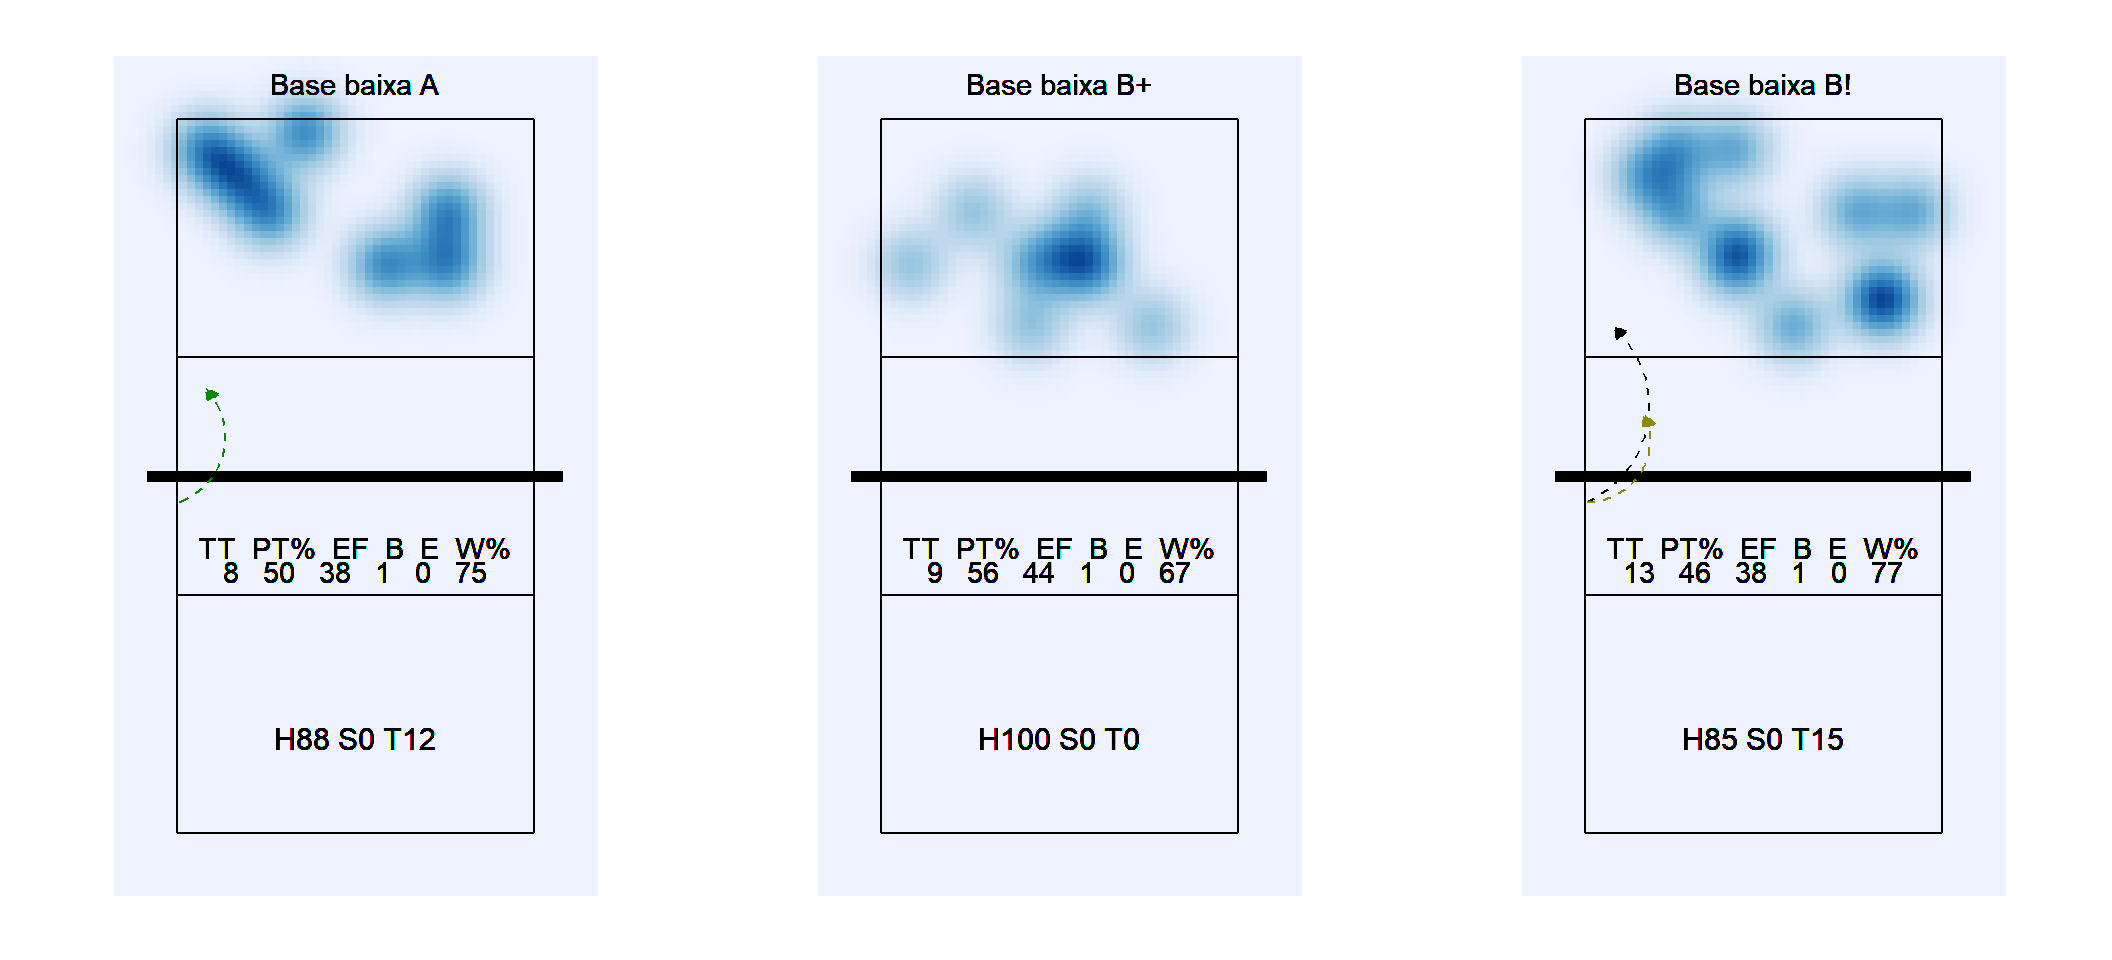 Base baixa A
TT PT% EF B E W%
8 50 38 1 0 75
H88 S0 T12
Base baixa B+
TT PT% EF B E W%
9 56 44 1 0 67
H100 S0 T0
Base baixa B!
TT PT% EF B E W%
13 46 38 1 0 77
H85 S0 T15